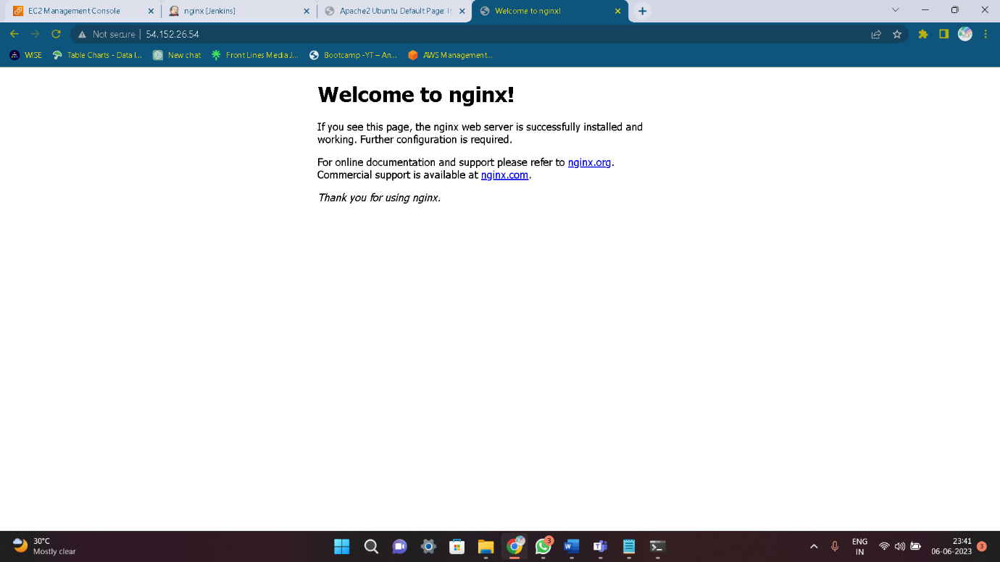 EC2 Management Console
nginx [Jenkins]
Apache2 Ubuntu Default Page: It
Welcome to nginx!
Not secure | 54.152.26.54
WISE
Table Charts - Data I...
New chat
Front Lines Media J...
Bootcamp -YT – An...
AWS Management...
Welcome to nginx!
If you see this page, the nginx web server is successfully installed and
working. Further configuration is required.
For online documentation and support please refer to nginx.org.
Commercial support is available at nginx.com.
Thank you for using nginx.
30°C
Mostly clear
3
ENG
IN
23:41
06-06-2023
3